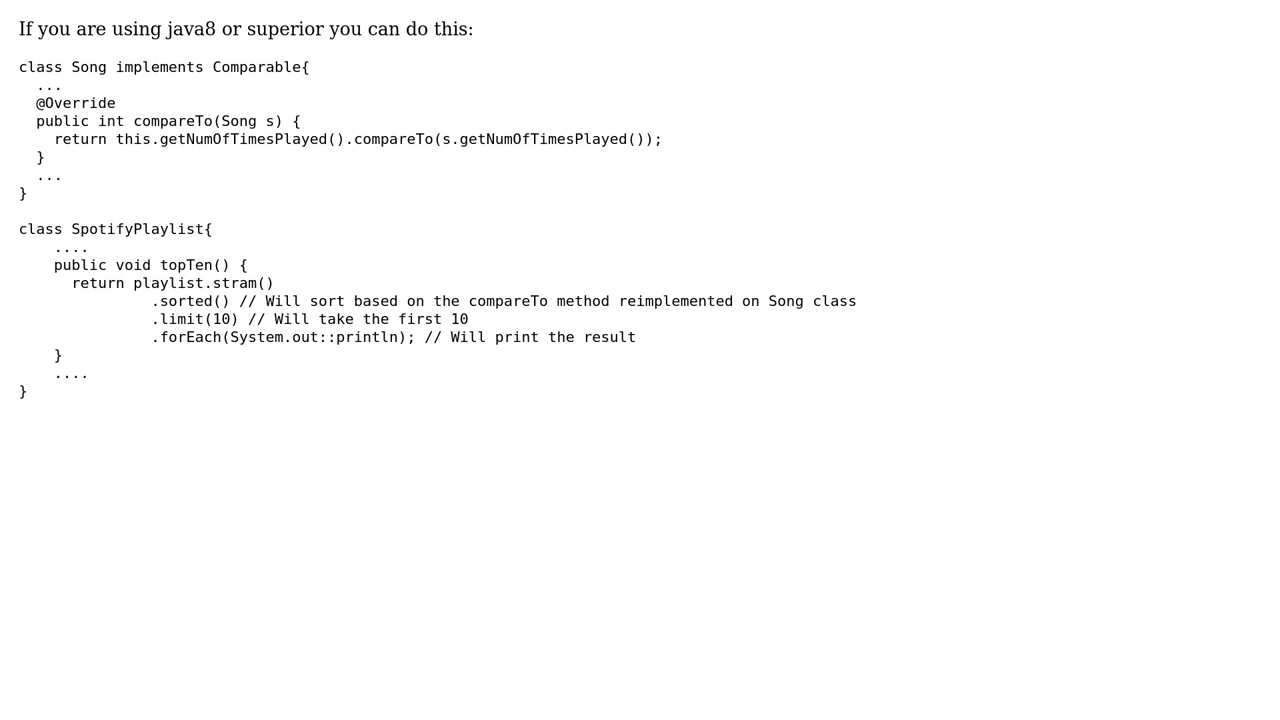 If you are using java8 or superior you can do this:
class Song implements Comparable{
  ...
  @Override
  public int compareTo(Song s) {
    return this.getNumOfTimesPlayed().compareTo(s.getNumOfTimesPlayed());
  }
  ...
}

class SpotifyPlaylist{
    ....
    public void topTen() {
      return playlist.stram()
               .sorted() // Will sort based on the compareTo method reimplemented on Song class
               .limit(10) // Will take the first 10
               .forEach(System.out::println); // Will print the result
    }
    ....
}